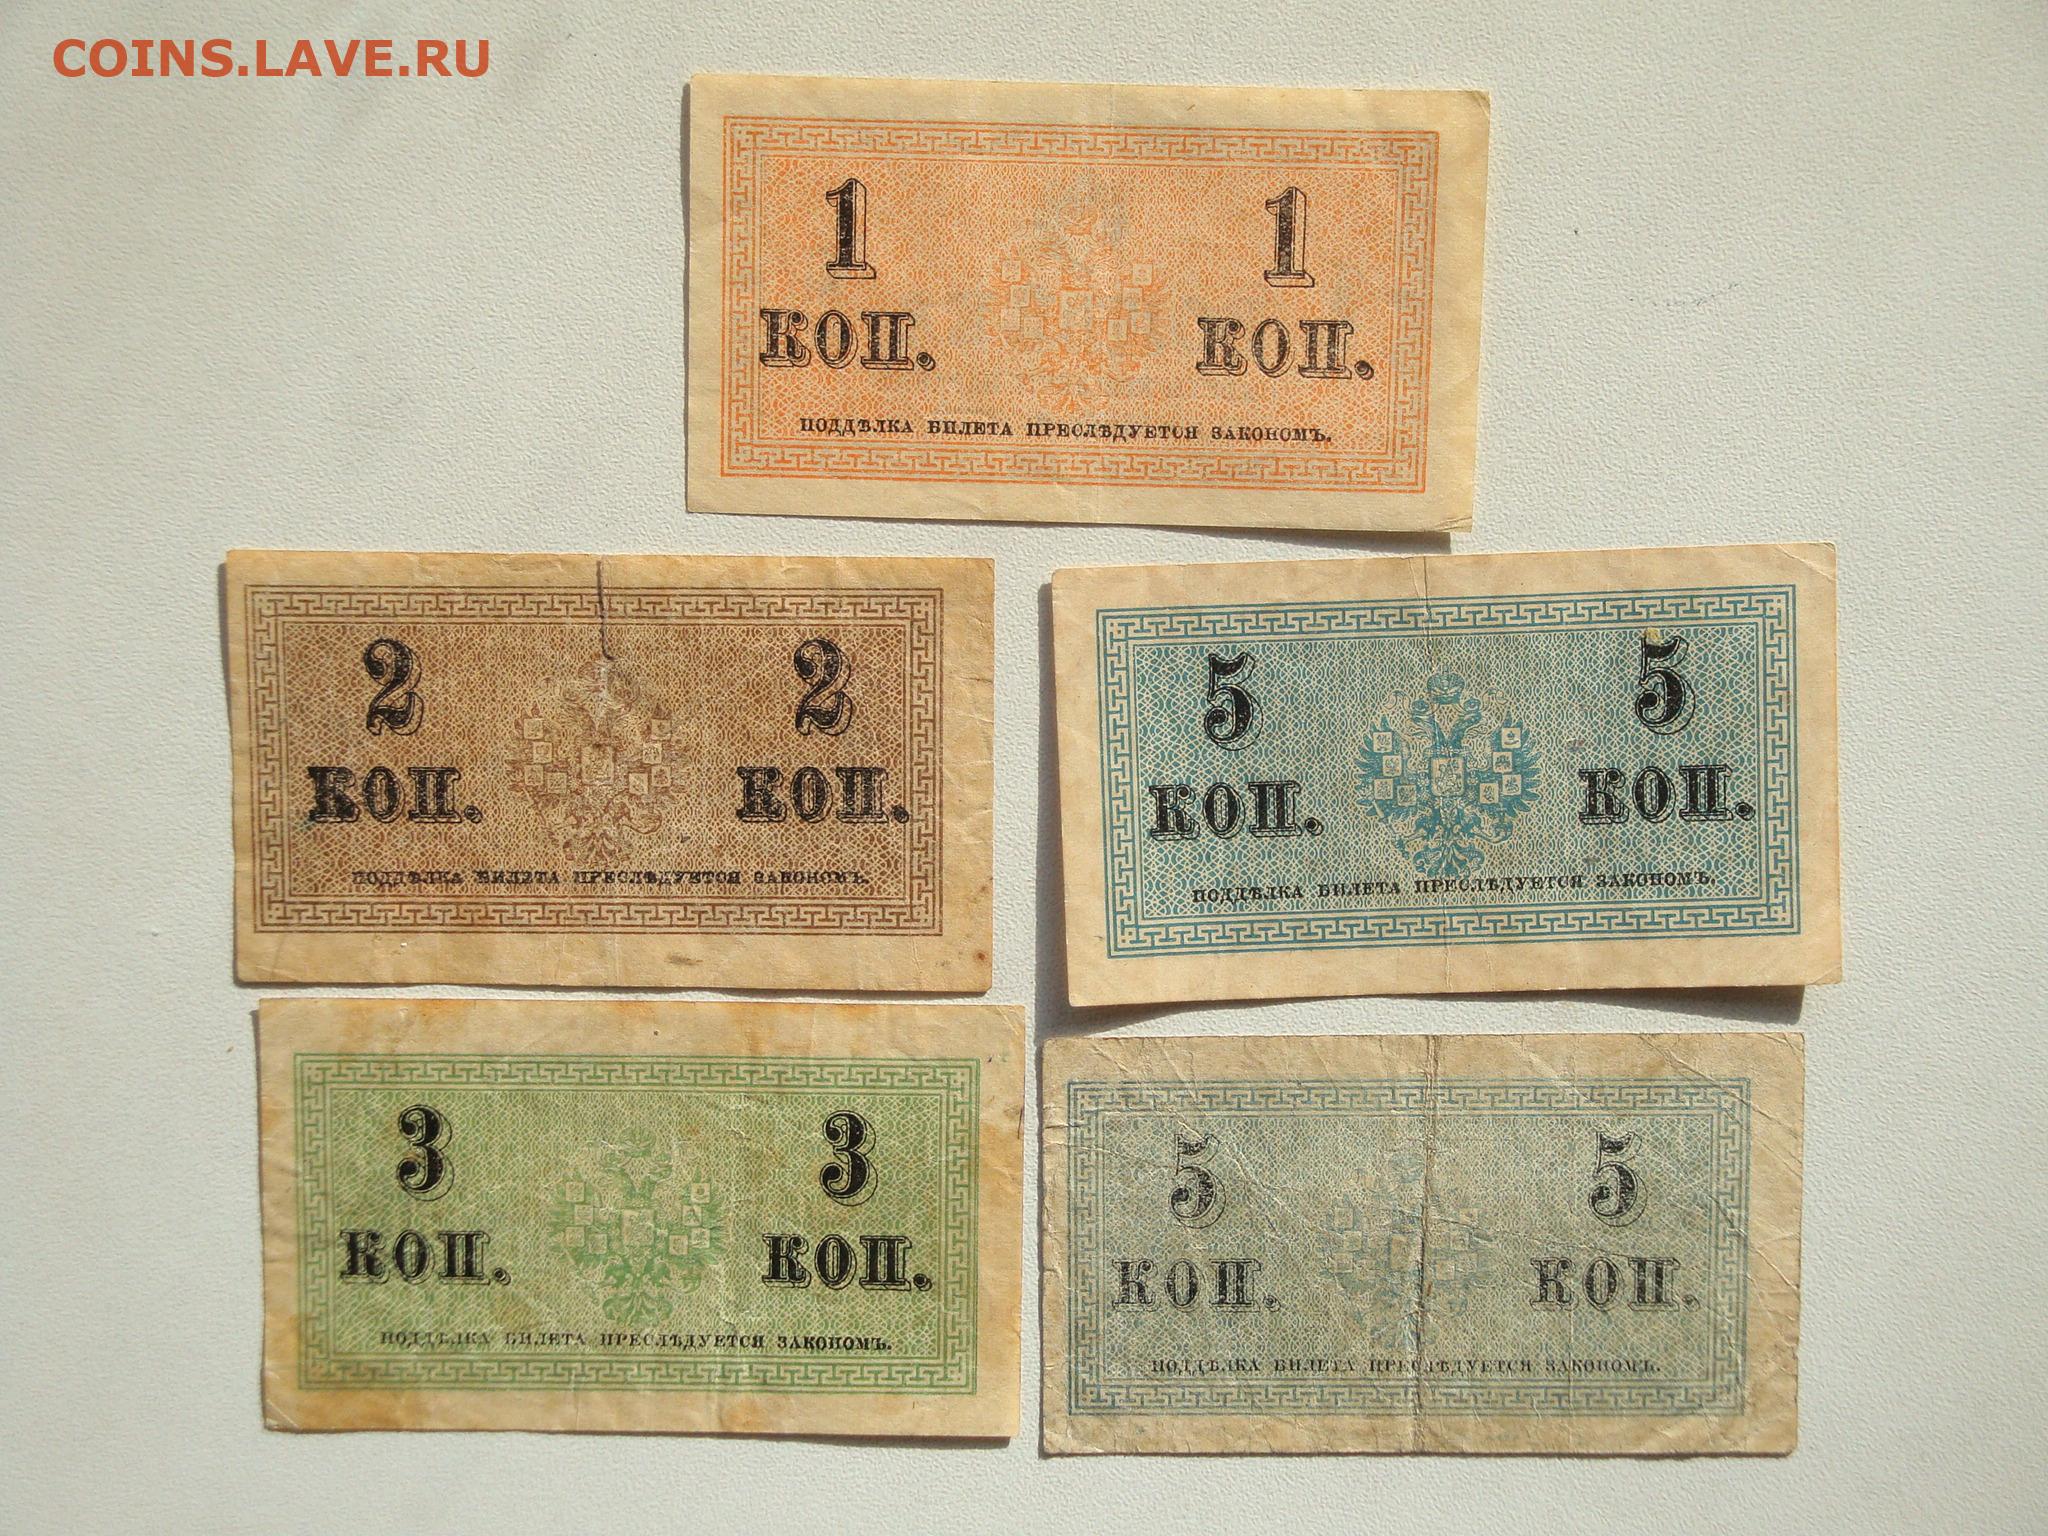 COINS.LAVE.RU
1 1
КОП. КОП.
ПОДДѢЛКА БИЛЕТА ПРЕСЛѢДУЕТСЯ ЗАКОНОМЪ.
2 2
КОП. КОП.
ПОДДѢЛКА БИЛЕТА ПРЕСЛѢДУЕТСЯ ЗАКОНОМЪ.
5 5
КОП. КОП.
ПОДДѢЛКА БИЛЕТА ПРЕСЛѢДУЕТСЯ ЗАКОНОМЪ.
3 3
КОП. КОП.
ПОДДѢЛКА БИЛЕТА ПРЕСЛѢДУЕТСЯ ЗАКОНОМЪ.
5 5
КОП. КОП.
ПОДДѢЛКА БИЛЕТА ПРЕСЛѢДУЕТСЯ ЗАКОНОМЪ.